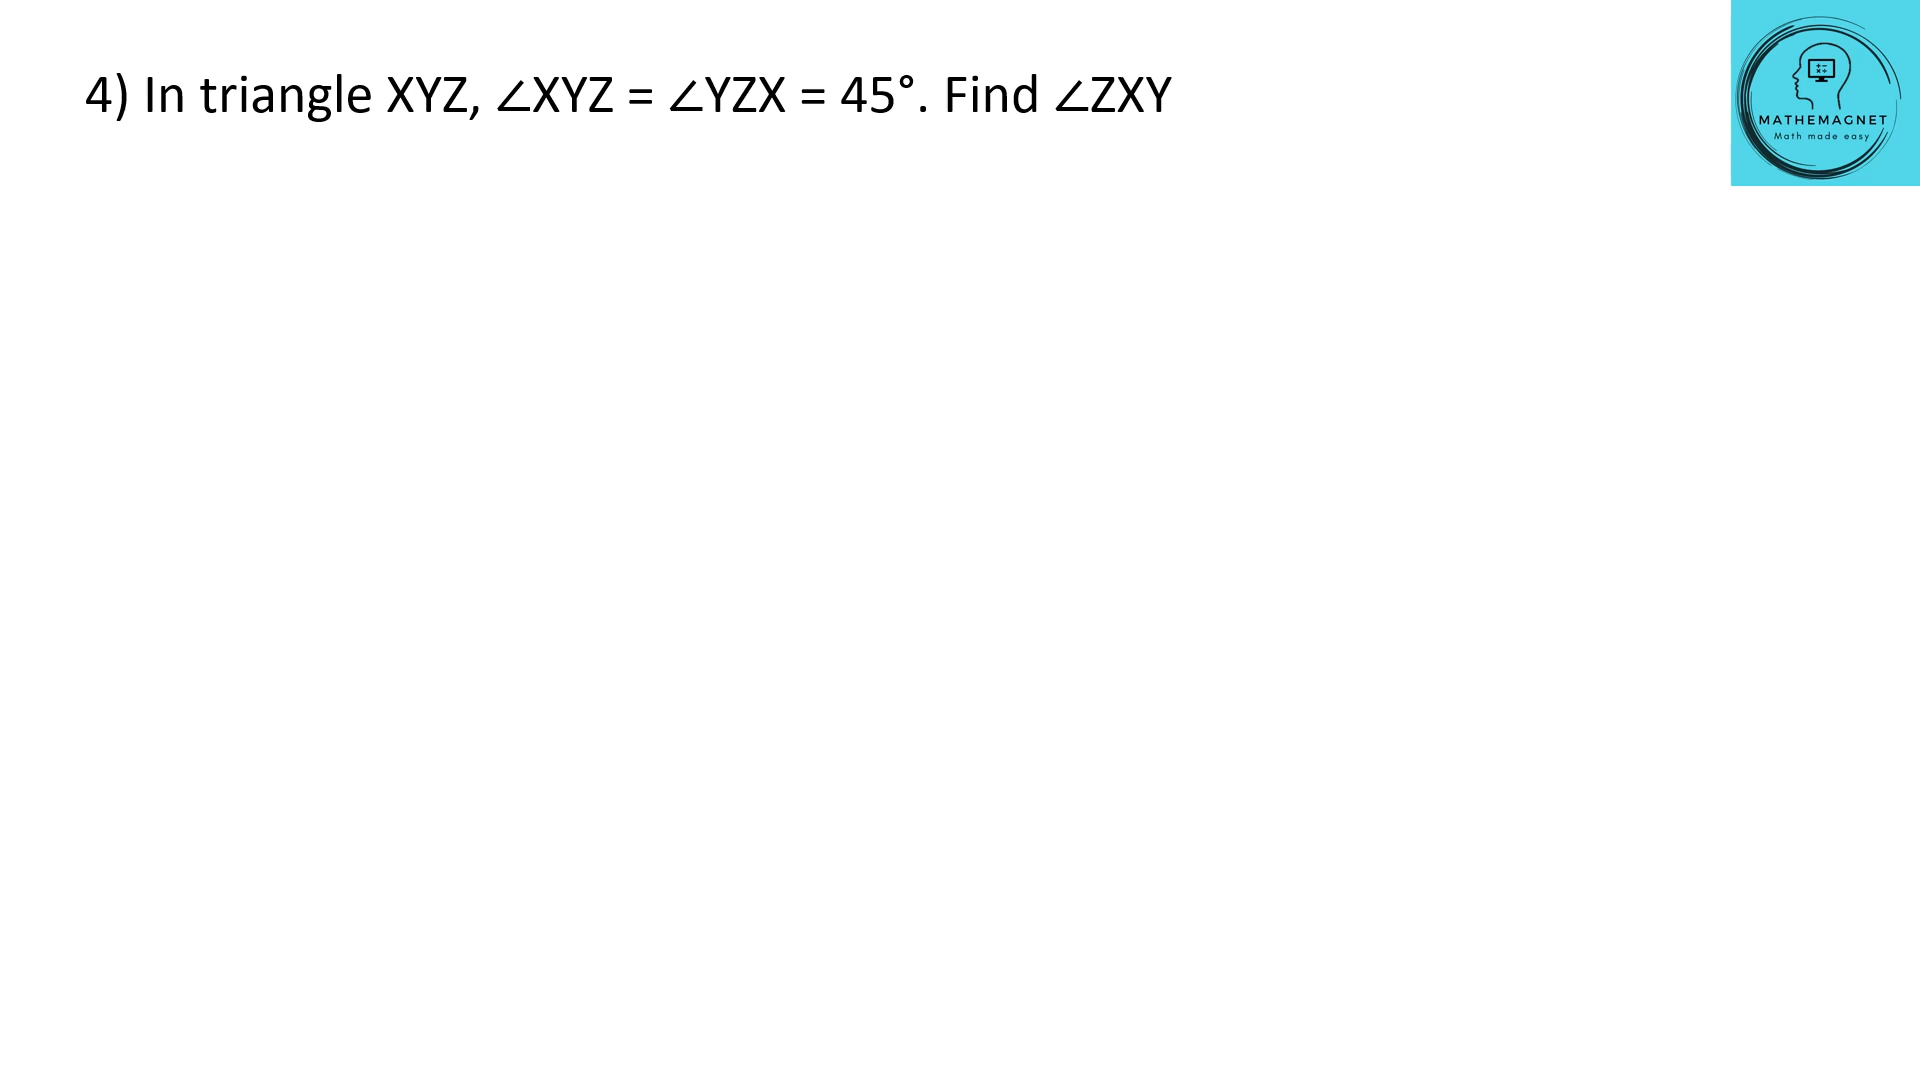 4) In triangle XYZ, ∠XYZ = ∠YZX = 45°. Find ∠ZXY
MATHEMAGNET
Math made easy